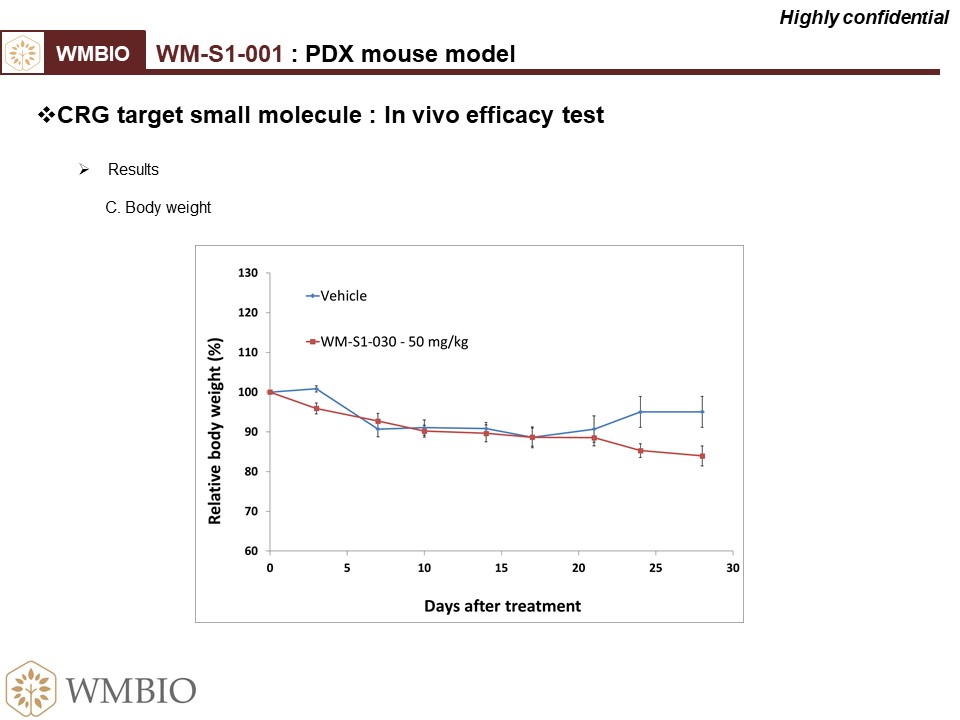 Highly confidential
WMBIO
WM-S1-001 : PDX mouse model
❖CRG target small molecule : In vivo efficacy test
➢ Results
C. Body weight
130
120
110
100
90
80
70
60
Relative body weight (%)
Vehicle
WM-S1-030 - 50 mg/kg
0 5 10 15 20 25 30
Days after treatment
WMBIO